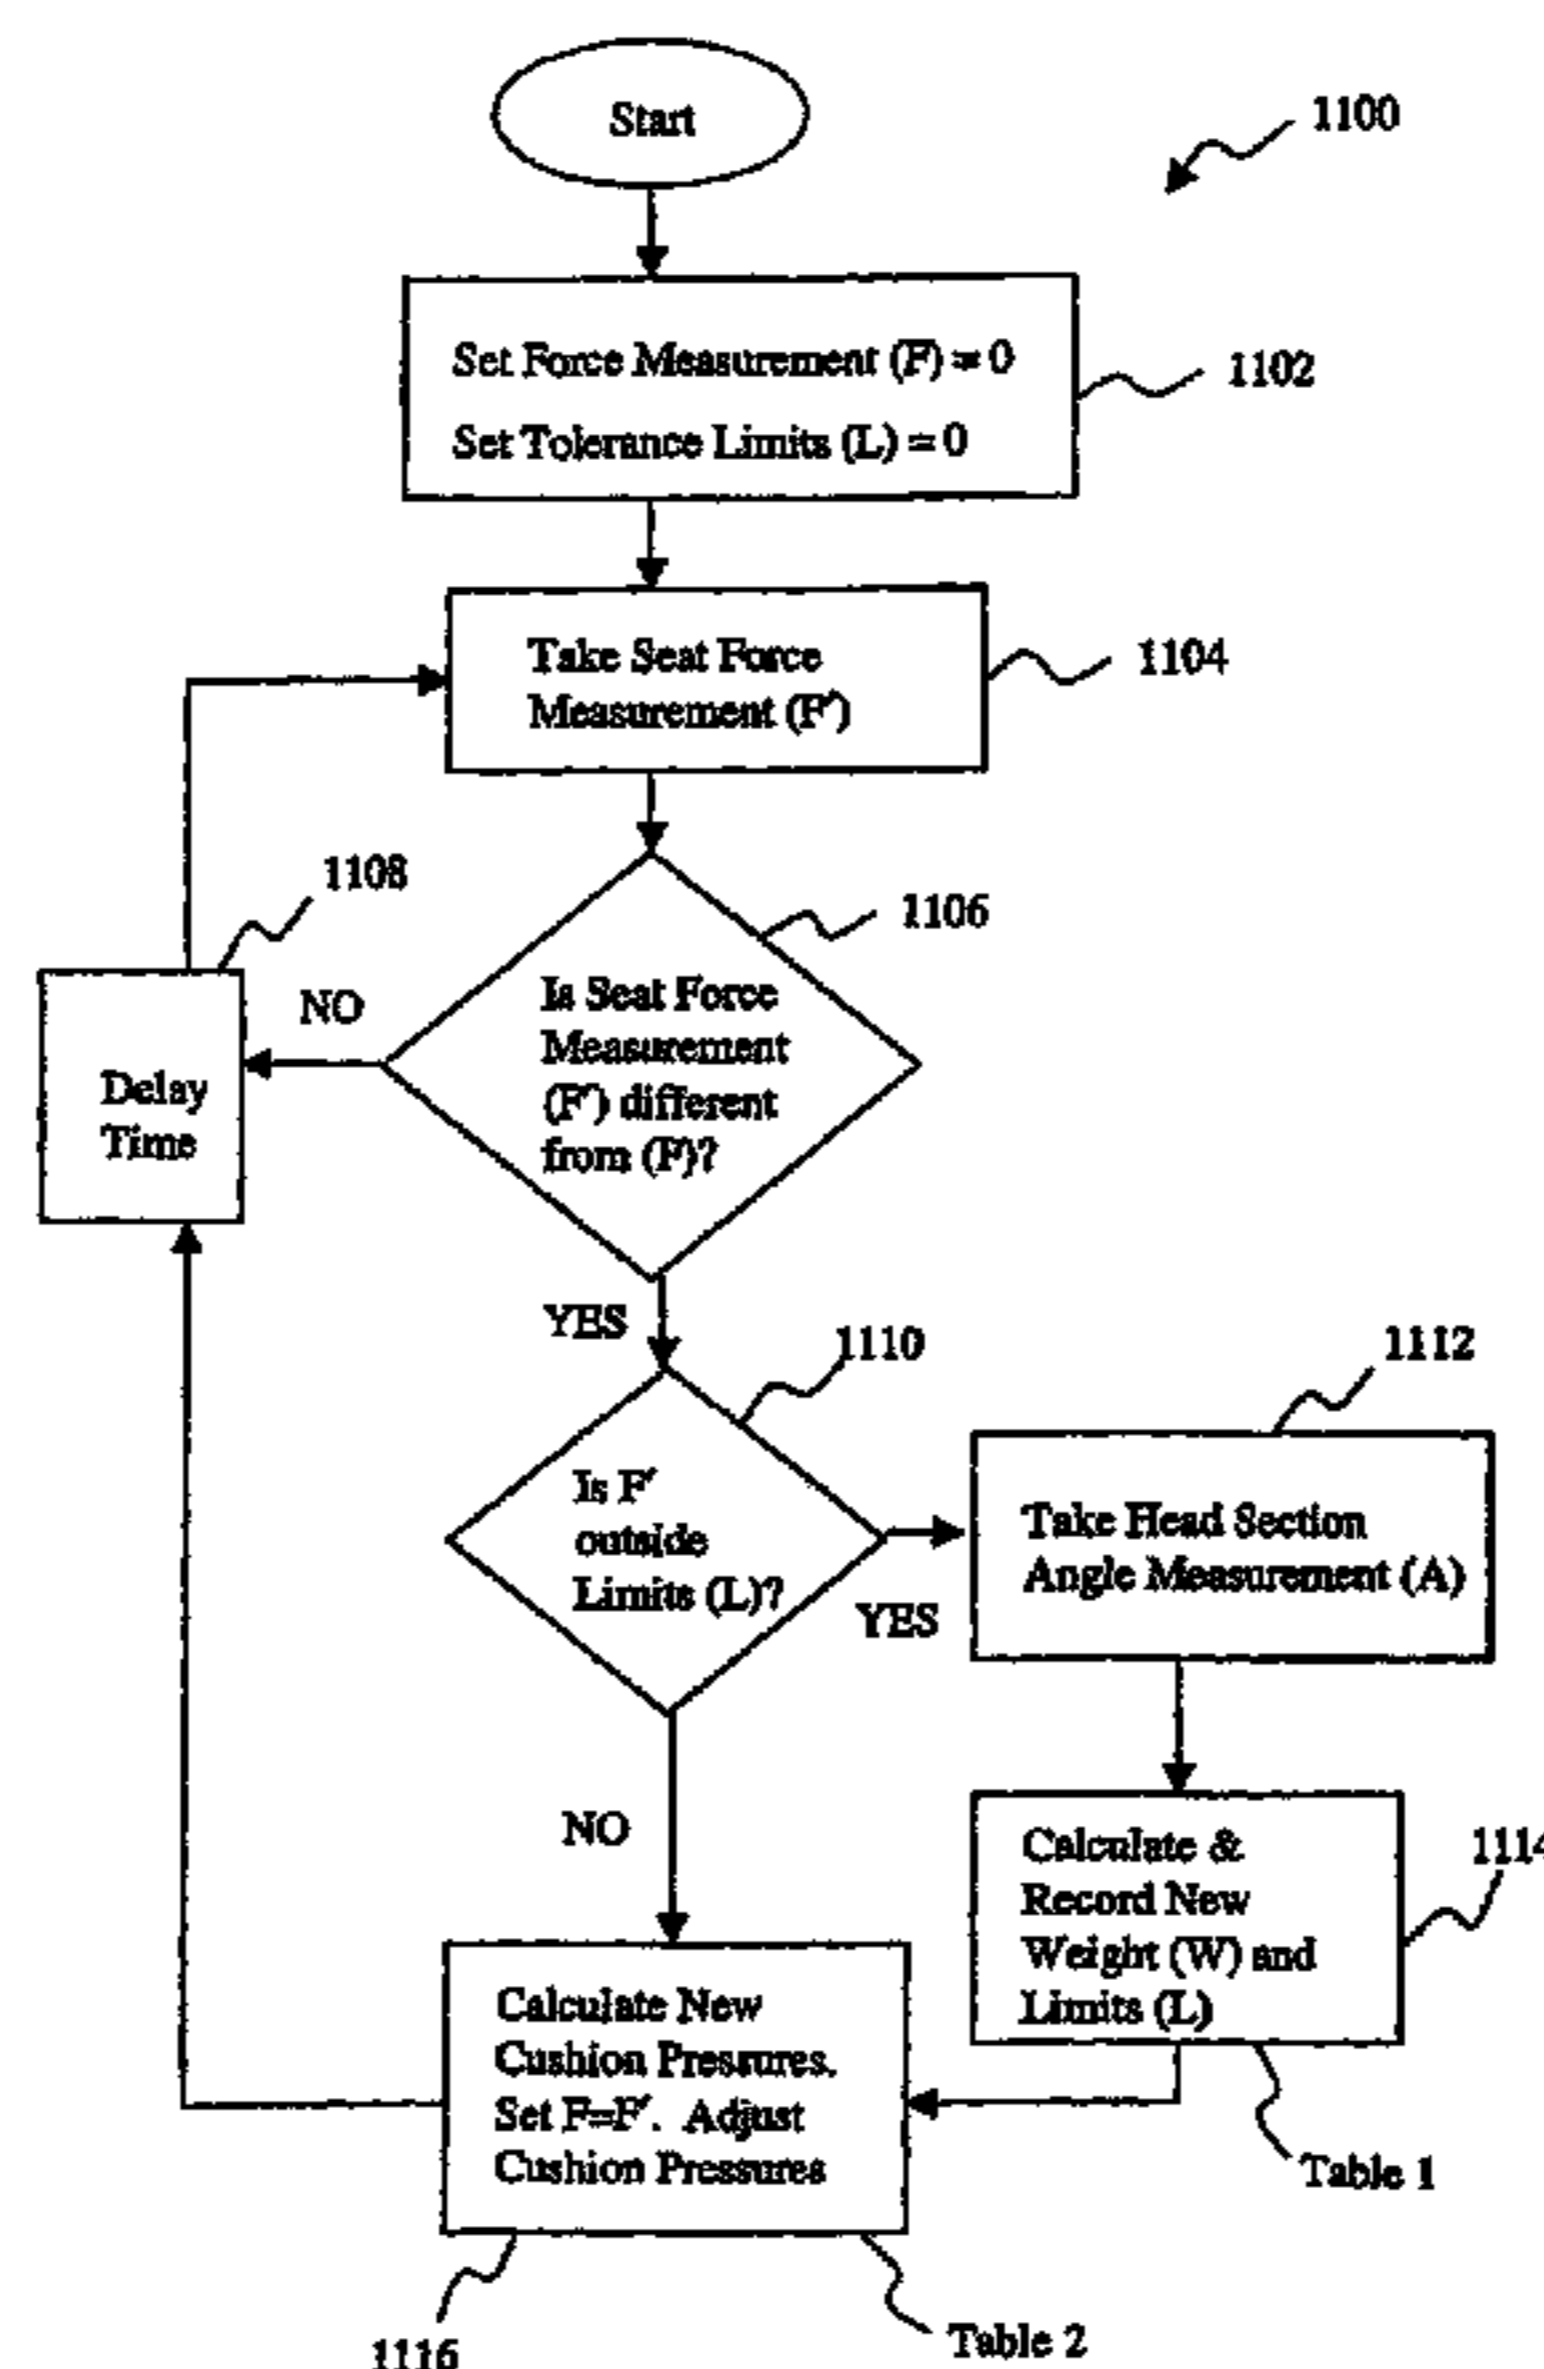 Start
1100
Set Force Measurement (F) = 0
Set Tolerance Limits (L) = 0
1102
Take Seat Force
Measurement (F')
1104
1108
1106
NO
Delay
Time
Is Seat Force
Measurement
(F') different
from (F)?
YES
1110
1112
Is F'
outside
Limits (L)?
YES
Take Head Section
Angle Measurement (A)
NO
Calculate &
Record New
Weight (W) and
Limits (L)
1114
Calculate New
Cushion Pressures.
Set F=F'. Adjust
Cushion Pressures
Table 1
1116
Table 2